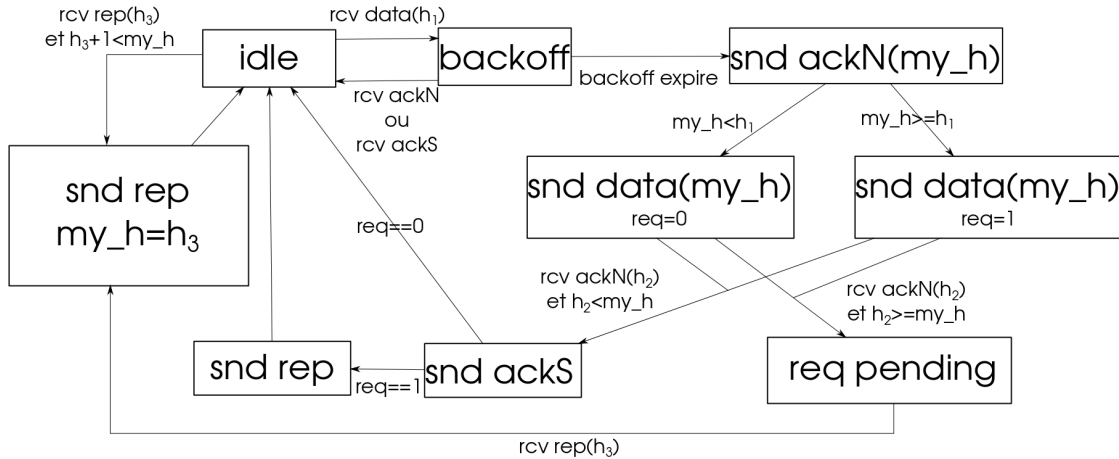 rcv rep(h₃)
et h₃+1<my_h
idle
rcv data(h₁)
backoff
rcv ackN
ou
rcv ackS
backoff expire
snd ackN(my_h)
my_h<h₁
my_h>=h₁
snd rep
my_h=h₃
snd data(my_h)
req=0
snd data(my_h)
req=1
req==0
rcv ackN(h₂)
et h₂<my_h
rcv ackN(h₂)
et h₂>=my_h
snd rep
req==1
snd ackS
req pending
rcv rep(h₃)